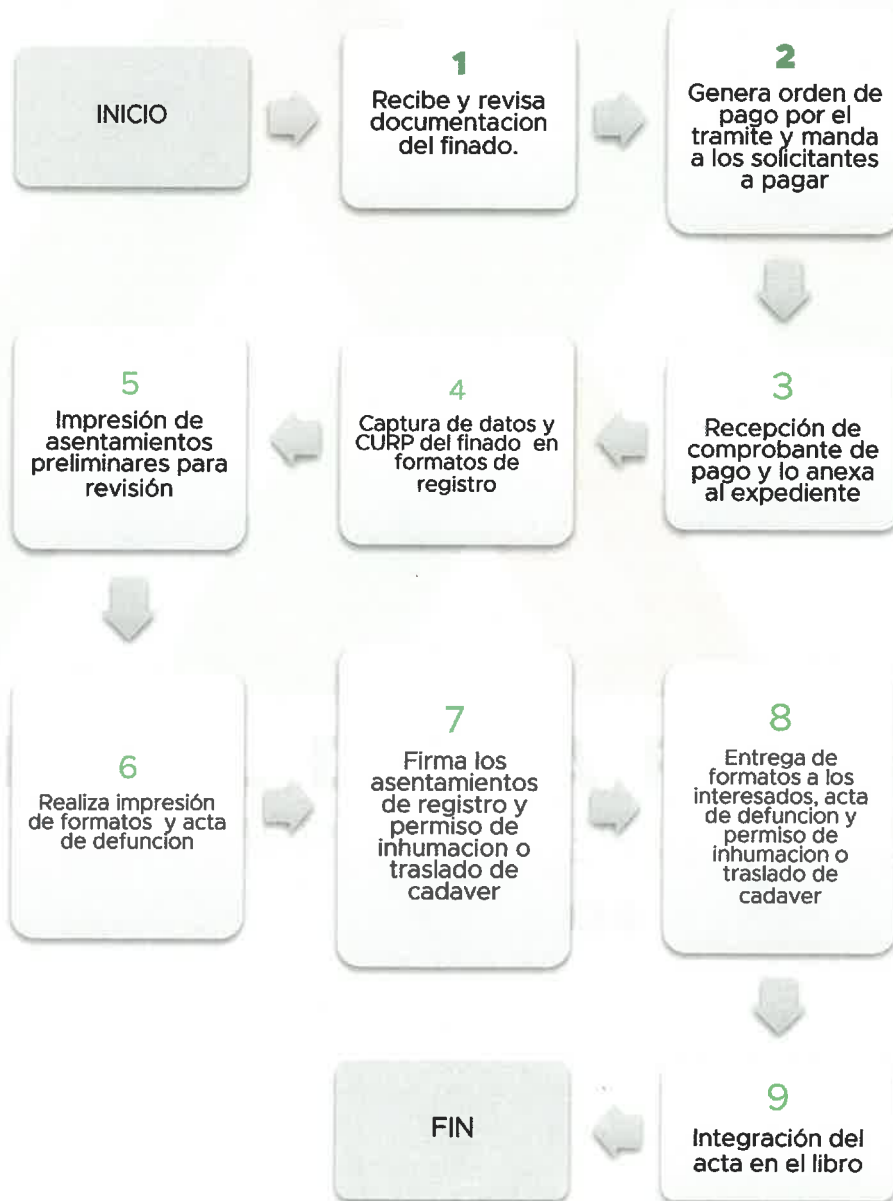 INICIO
1
Recibe y revisa
documentacion
del finado.
2
Genera orden de
pago por el
tramite y manda
a los solicitantes
a pagar
3
Recepción de
comprobante de
pago y lo anexa
al expediente
4
Captura de datos y
CURP del finado en
formatos de
registro
5
Impresión de
asentamientos
preliminares para
revisión
6
Realiza impresión
de formatos y acta
de defuncion
7
Firma los
asentamientos
de registro y
permiso de
inhumacion o
traslado de
cadaver
8
Entrega de
formatos a los
interesados, acta
de defuncion y
permiso de
inhumacion o
traslado de
cadaver
9
Integración del
acta en el libro
FIN